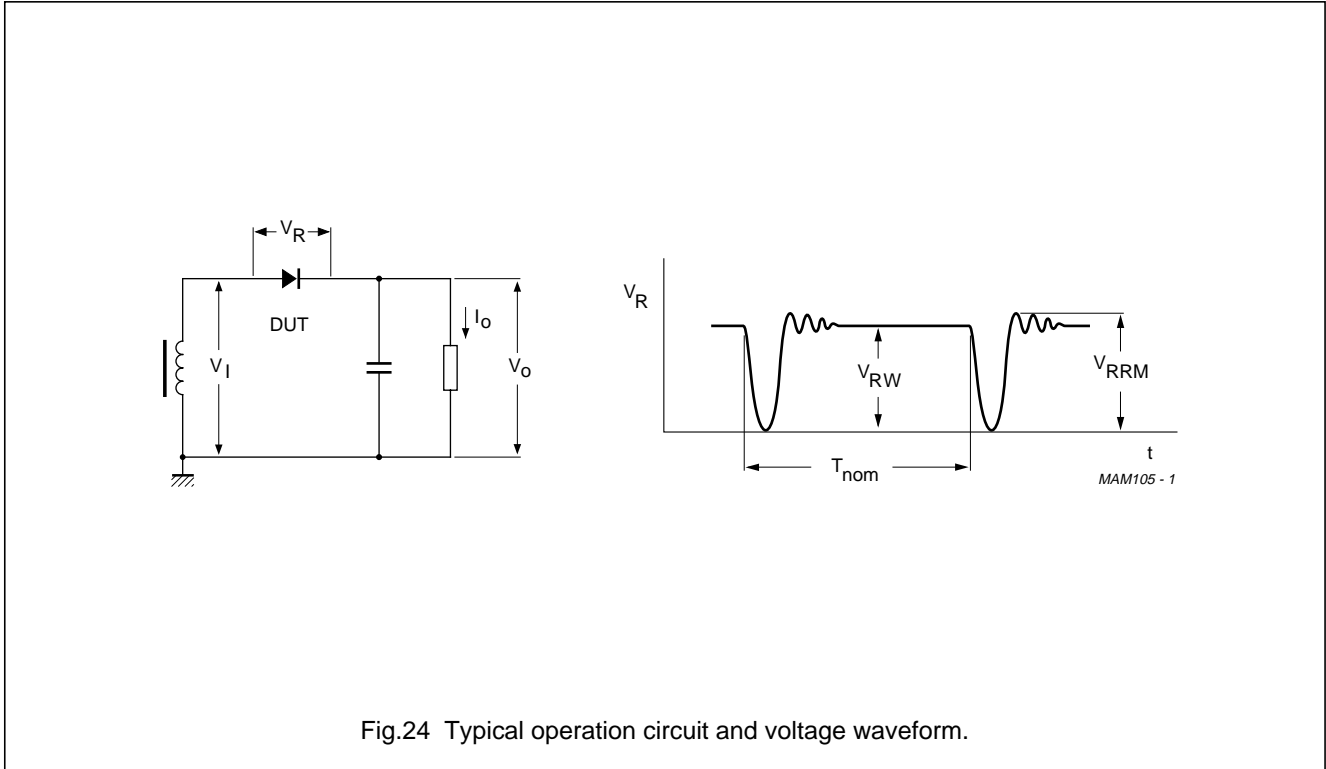 VR
DUT
VI
Io
Vo
VR
VRW
VRRM
Tnom
t
MAM105 - 1
Fig.24 Typical operation circuit and voltage waveform.